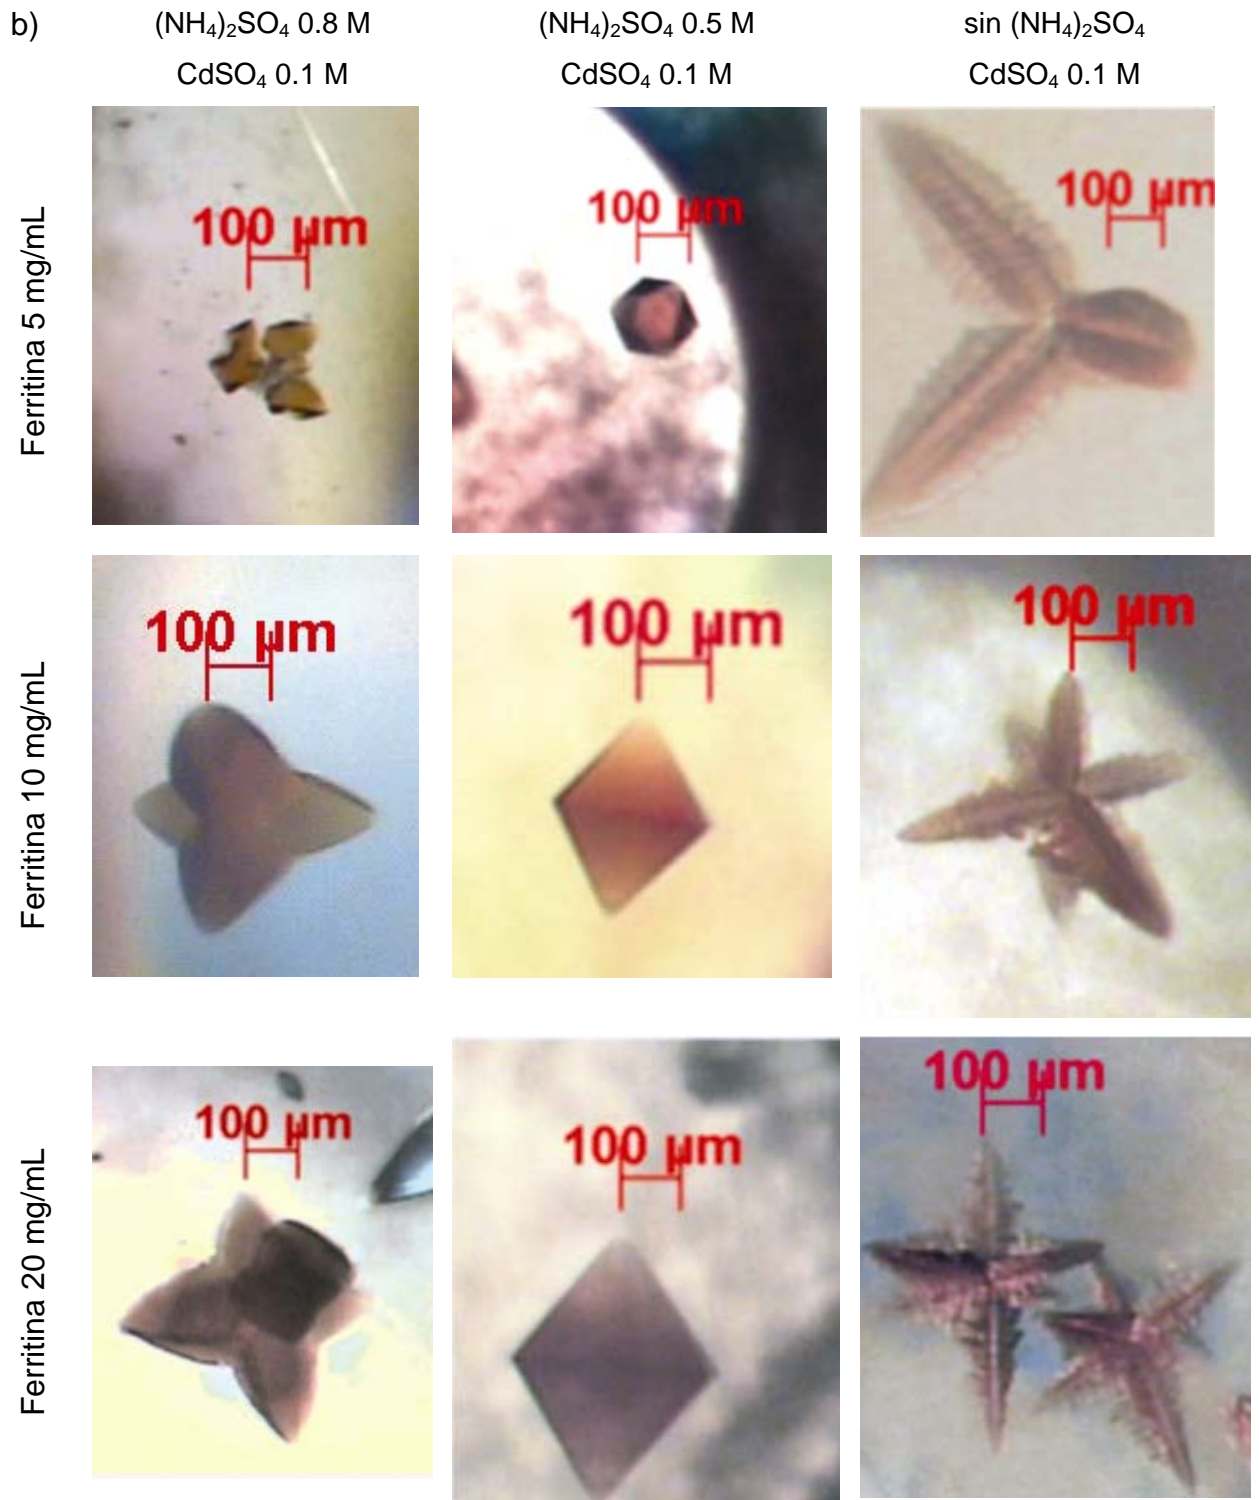 b)
(NH₄)₂SO₄ 0.8 M
CdSO₄ 0.1 M
(NH₄)₂SO₄ 0.5 M
CdSO₄ 0.1 M
sin (NH₄)₂SO₄
CdSO₄ 0.1 M
Ferritina 5 mg/mL
100 µm
100 µm
100 µm
Ferritina 10 mg/mL
100 µm
100 µm
100 µm
Ferritina 20 mg/mL
100 µm
100 µm
100 µm